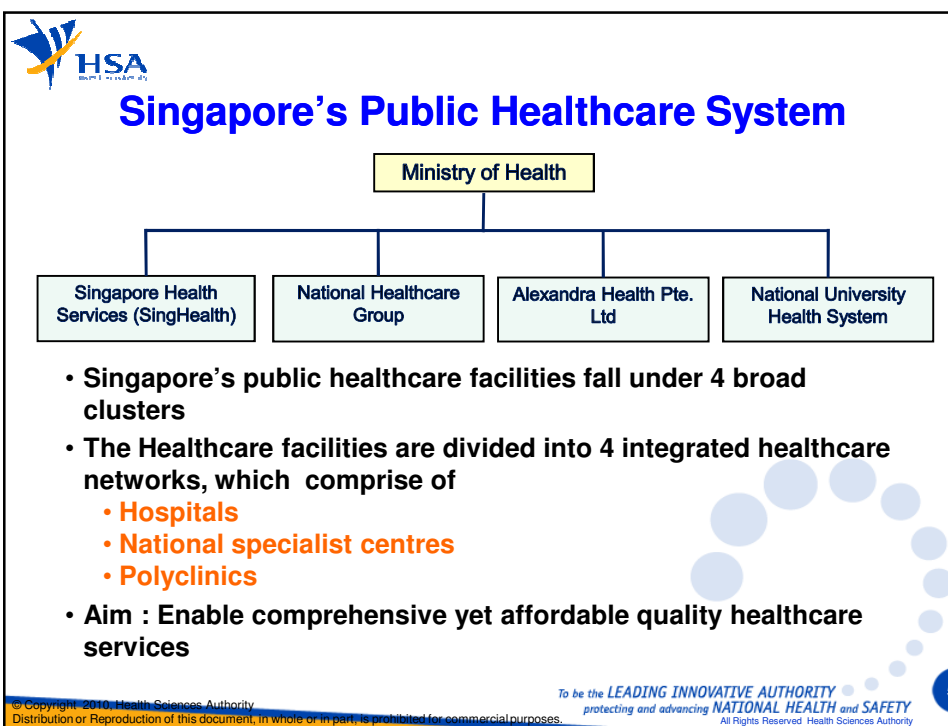 HSA
Singapore's Public Healthcare System
Ministry of Health
Singapore Health
Services (SingHealth)
National Healthcare
Group
Alexandra Health Pte.
Ltd
National University
Health System
• Singapore's public healthcare facilities fall under 4 broad
clusters
• The Healthcare facilities are divided into 4 integrated healthcare
networks, which comprise of
• Hospitals
• National specialist centres
• Polyclinics
• Aim : Enable comprehensive yet affordable quality healthcare
services
© Copyright 2010, Health Sciences Authority
Distribution or Reproduction of this document, in whole or in part, is prohibited for commercial purposes.
To be the LEADING INNOVATIVE AUTHORITY
protecting and advancing NATIONAL HEALTH and SAFETY
All Rights Reserved Health Sciences Authority